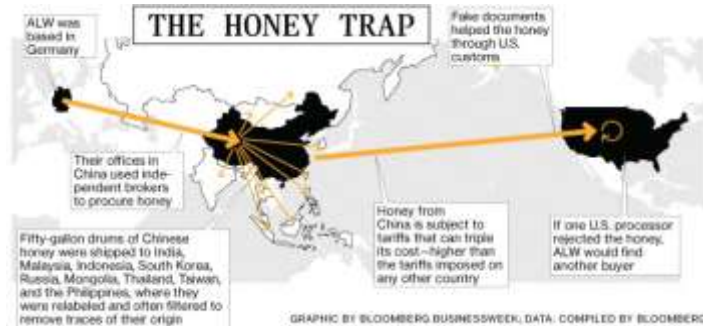 THE HONEY TRAP
ALW was
based in
Germany
Fake documents
helped the honey
through U.S.
customs
Their offices in
China used inde-
pendent brokers
to procure honey
Fifty-gallon drums of Chinese
honey were shipped to India,
Malaysia, Indonesia, South Korea,
Russia, Mongolia, Thailand, Taiwan,
and the Philippines, where they
were relabeled and often filtered to
remove traces of their origin
Honey from
China is subject to
tariffs that can triple
its cost—higher than
the tariffs imposed on
any other country
If one U.S. processor
rejected the honey,
ALW would find
another buyer
GRAPHIC BY BLOOMBERG BUSINESSWEEK; DATA: COMPILED BY BLOOMBERG